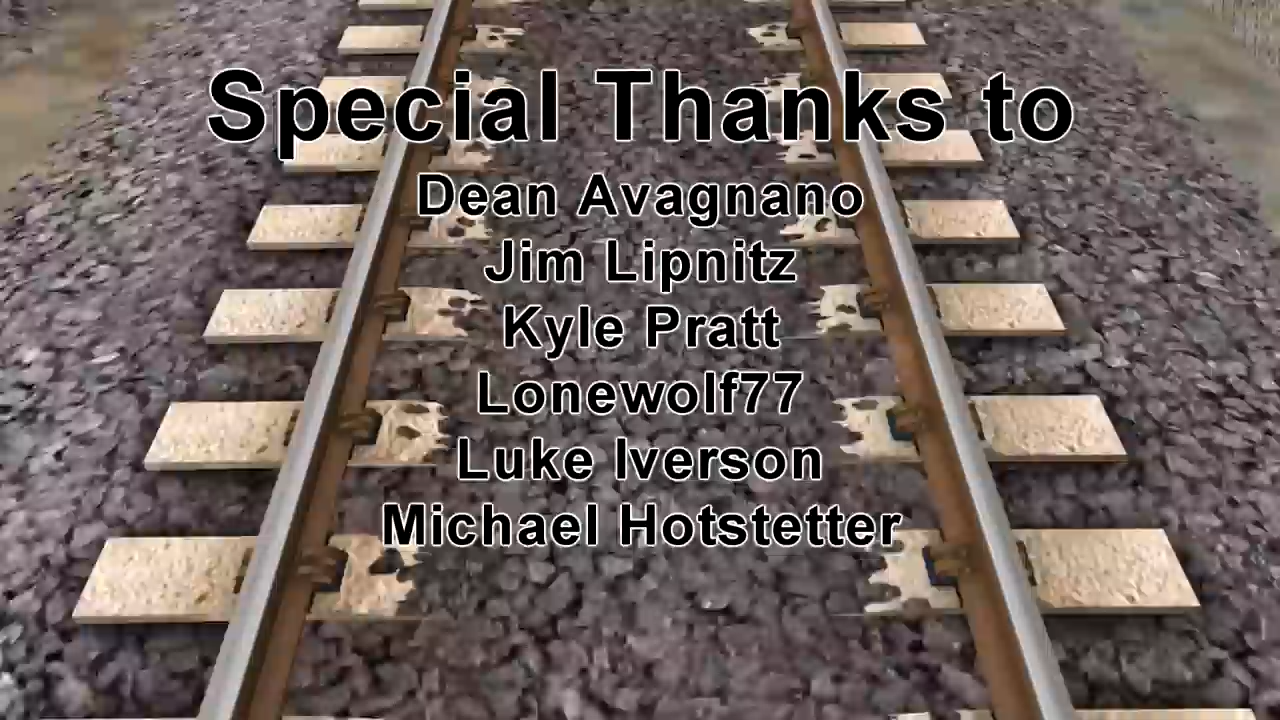 Special Thanks to
Dean Avagnano
Jim Lipnitz
Kyle Pratt
Lonewolf77
Luke Iverson
Michael Hotstetter